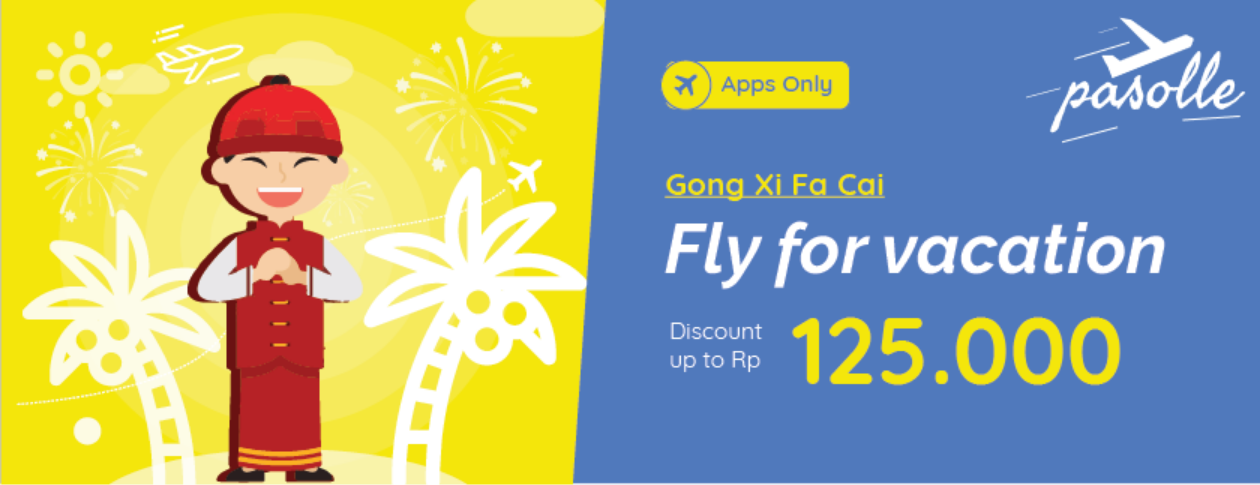 pasolle
Apps Only
Gong Xi Fa Cai
Fly for vacation
Discount
up to Rp
125.000